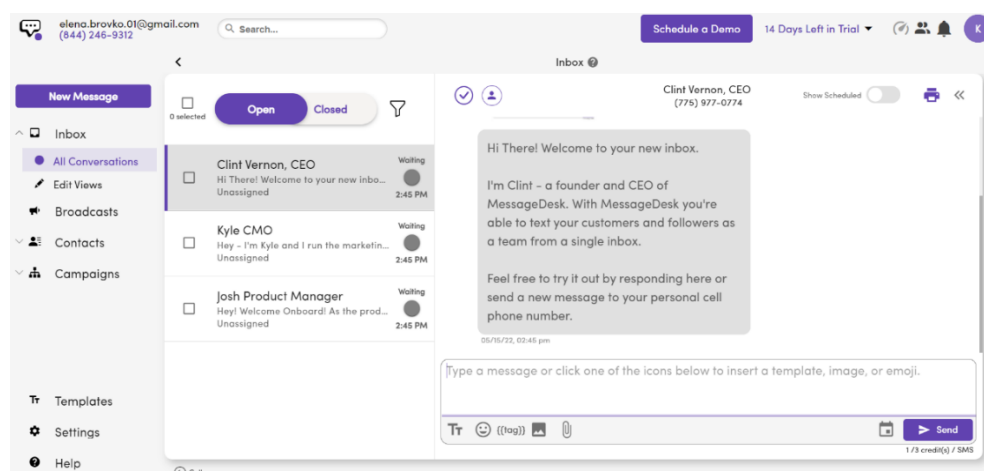 elena.brovko.01@gmail.com
(844) 246-9312
Search...
Schedule a Demo
14 Days Left in Trial
K
Inbox
New Message
Inbox
All Conversations
Edit Views
Broadcasts
Contacts
Campaigns
Templates
Settings
Help
0 selected
Open
Closed
Clint Vernon, CEO
Hi There! Welcome to your new inbo...
Unassigned
Waiting
2:45 PM
Kyle CMO
Hey - I'm Kyle and I run the marketin...
Unassigned
Waiting
2:45 PM
Josh Product Manager
Hey! Welcome Onboard! As the prod...
Unassigned
Waiting
2:45 PM
Clint Vernon, CEO
(775) 977-0774
Show Scheduled
Hi There! Welcome to your new inbox.
I'm Clint - a founder and CEO of
MessageDesk. With MessageDesk you're
able to text your customers and followers as
a team from a single inbox.
Feel free to try it out by responding here or
send a new message to your personal cell
phone number.
05/15/22, 02:45 pm
Type a message or click one of the icons below to insert a template, image, or emoji.
Tт
{{tag}}
Send
1 /3 credit(s) / SMS